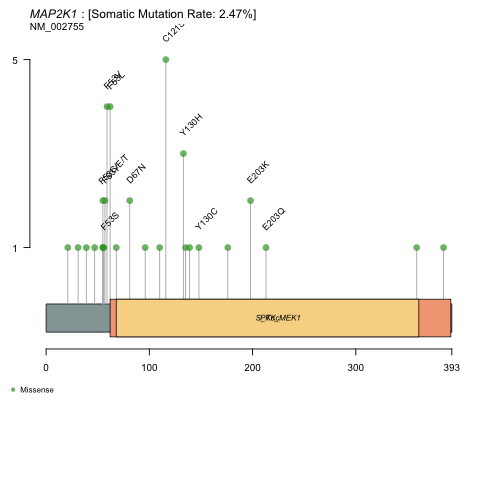 MAP2K1 : [Somatic Mutation Rate: 2.47%]
NM_002755
5
1
C121S
Y130H
D67N
E203K
F53S
Y130C
E203Q
0
100
200
300
393
Missense